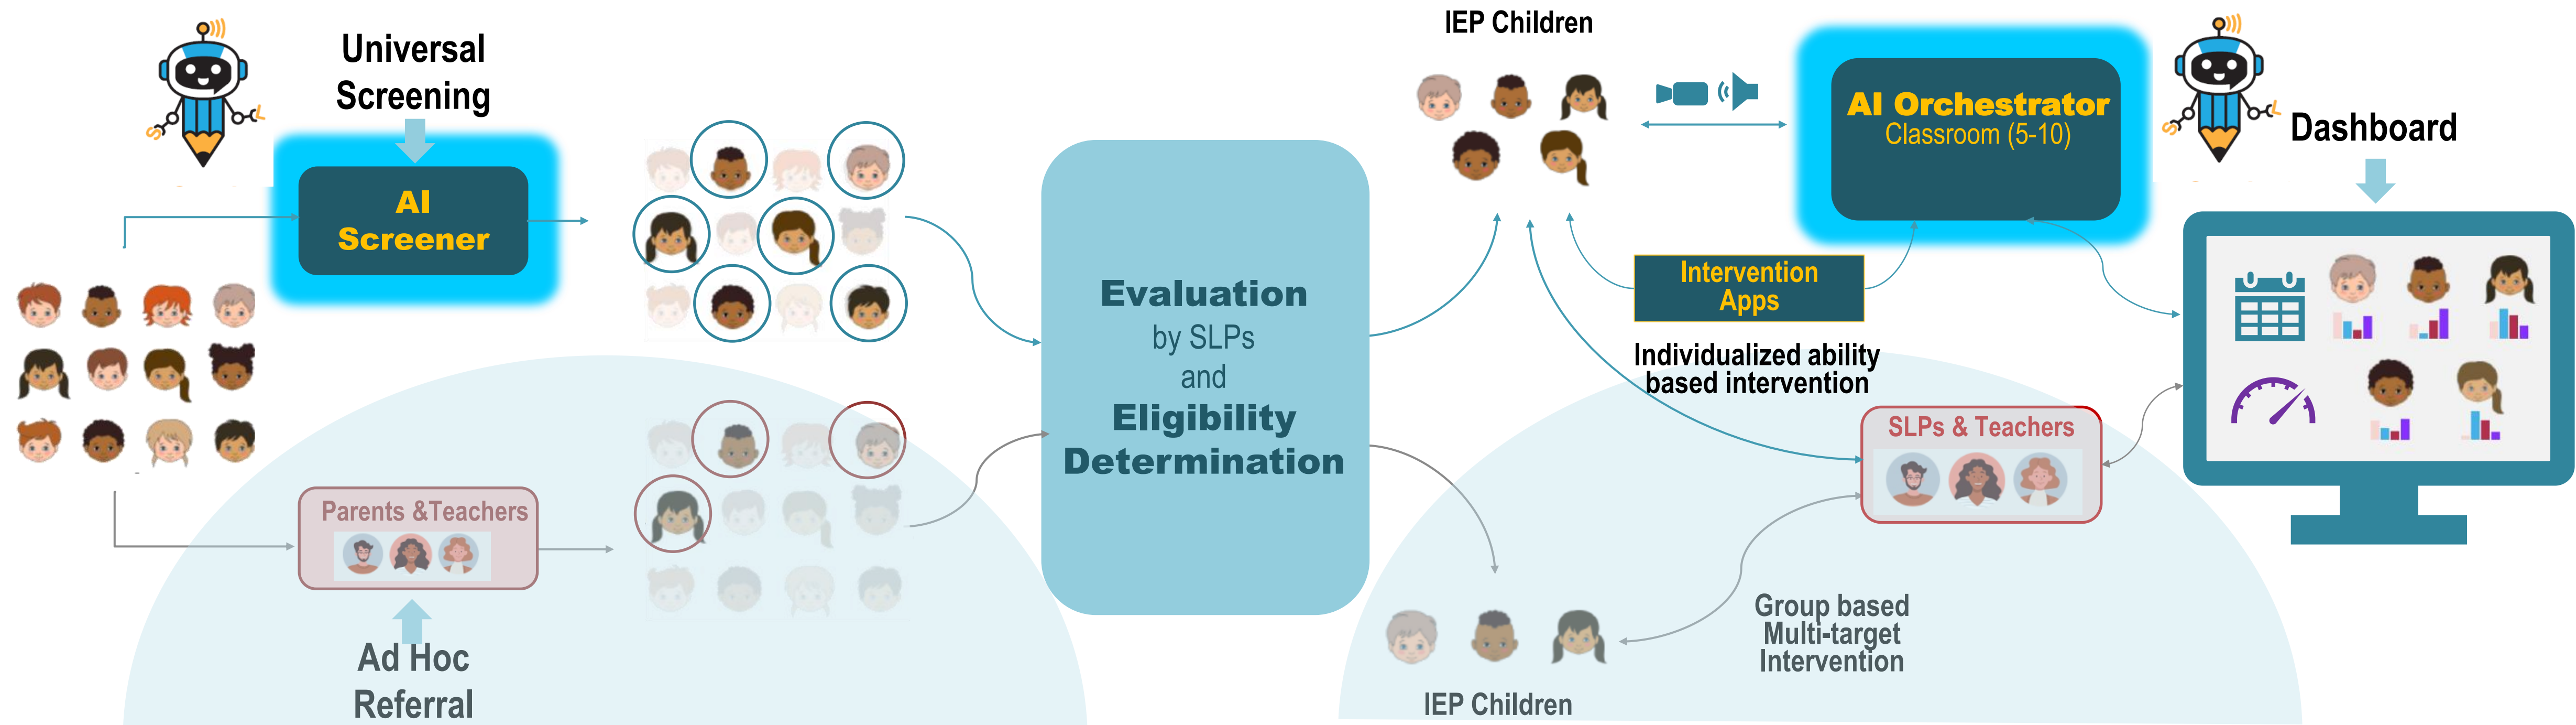 Universal
Screening
AI
Screener
Parents &Teachers
Ad Hoc
Referral
Evaluation
by SLPs
and
Eligibility
Determination
IEP Children
AI Orchestrator
Classroom (5-10)
Intervention
Apps
Individualized ability
based intervention
SLPs & Teachers
Group based
Multi-target
Intervention
IEP Children
Dashboard
S
L
S
L